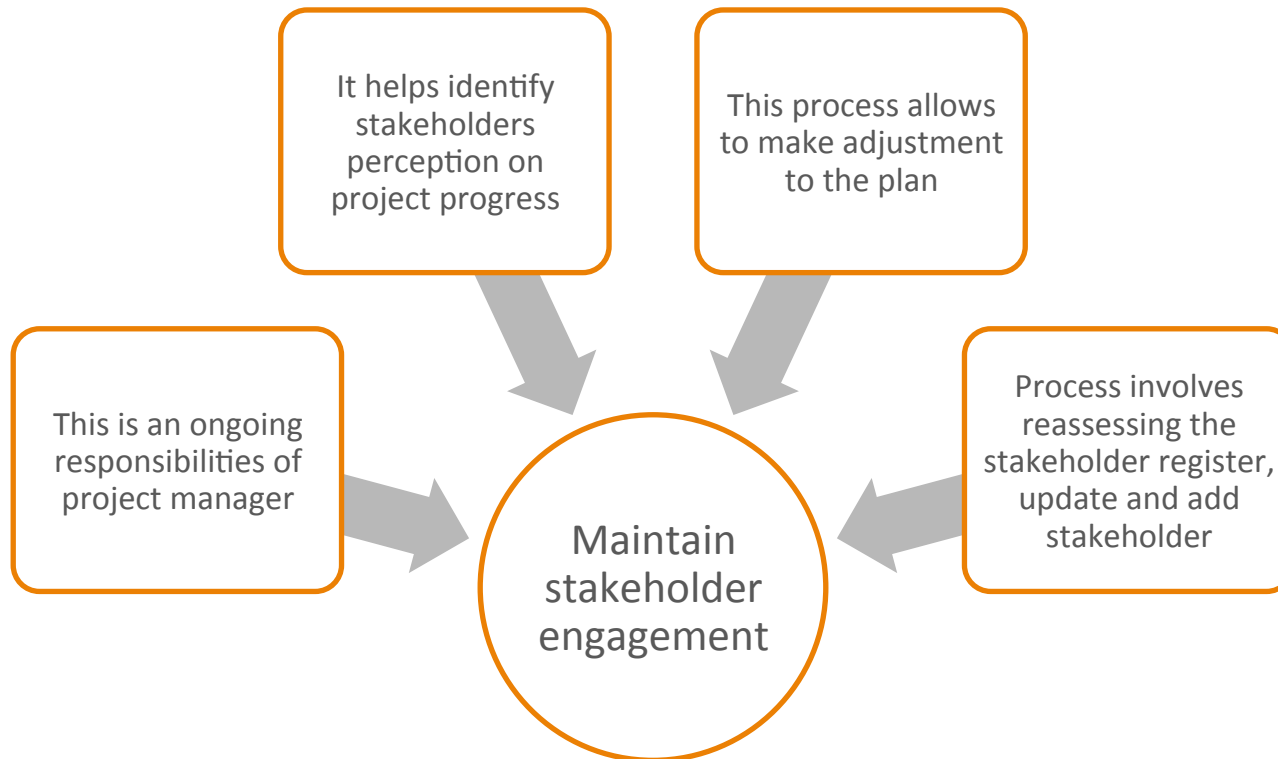 It helps identify
stakeholders
perception on
project progress
This process allows
to make adjustment
to the plan
This is an ongoing
responsibilities of
project manager
Process involves
reassessing the
stakeholder register,
update and add
stakeholder
Maintain
stakeholder
engagement